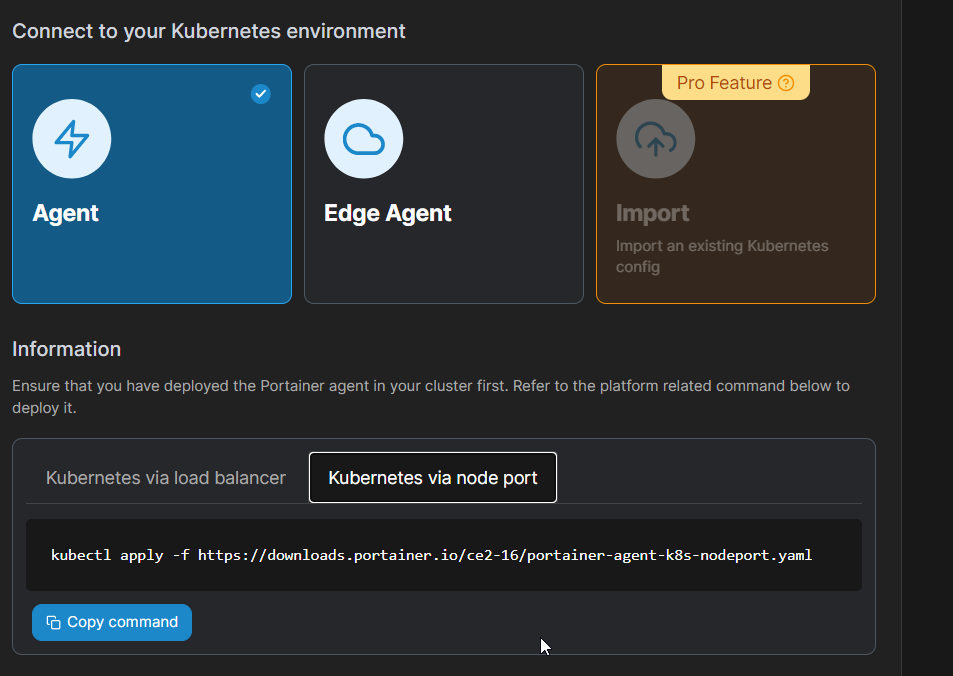 Connect to your Kubernetes environment
Pro Feature
Agent
Edge Agent
Import
Import an existing Kubernetes
config
Information
Ensure that you have deployed the Portainer agent in your cluster first. Refer to the platform related command below to
deploy it.
Kubernetes via load balancer
Kubernetes via node port
kubectl apply -f https://downloads.portainer.io/ce2-16/portainer-agent-k8s-nodeport.yaml
Copy command